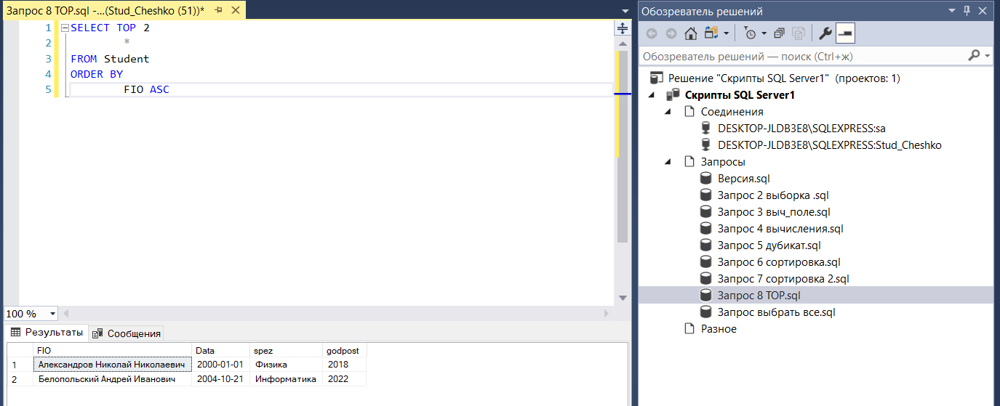 Запрос 8 TOP.sql -...(Stud_Cheshko (51))*
1 SELECT TOP 2
2 *
3 FROM Student
4 ORDER BY
5 FIO ASC
100 %
Результаты Сообщения
FIO Data spez godpost
1 Александров Николай Николаевич 2000-01-01 Физика 2018
2 Белопольский Андрей Иванович 2004-10-21 Информатика 2022
Обозреватель решений
Обозреватель решений — поиск (Ctrl+ж)
Решение "Скрипты SQL Server1" (проектов: 1)
Скрипты SQL Server1
Соединения
DESKTOP-JLDB3E8\SQLEXPRESS:sa
DESKTOP-JLDB3E8\SQLEXPRESS:Stud_Cheshko
Запросы
Версия.sql
Запрос 2 выборка .sql
Запрос 3 выч_поле.sql
Запрос 4 вычисления.sql
Запрос 5 дубикат.sql
Запрос 6 сортировка.sql
Запрос 7 сортировка 2.sql
Запрос 8 TOP.sql
Запрос выбрать все.sql
Разное